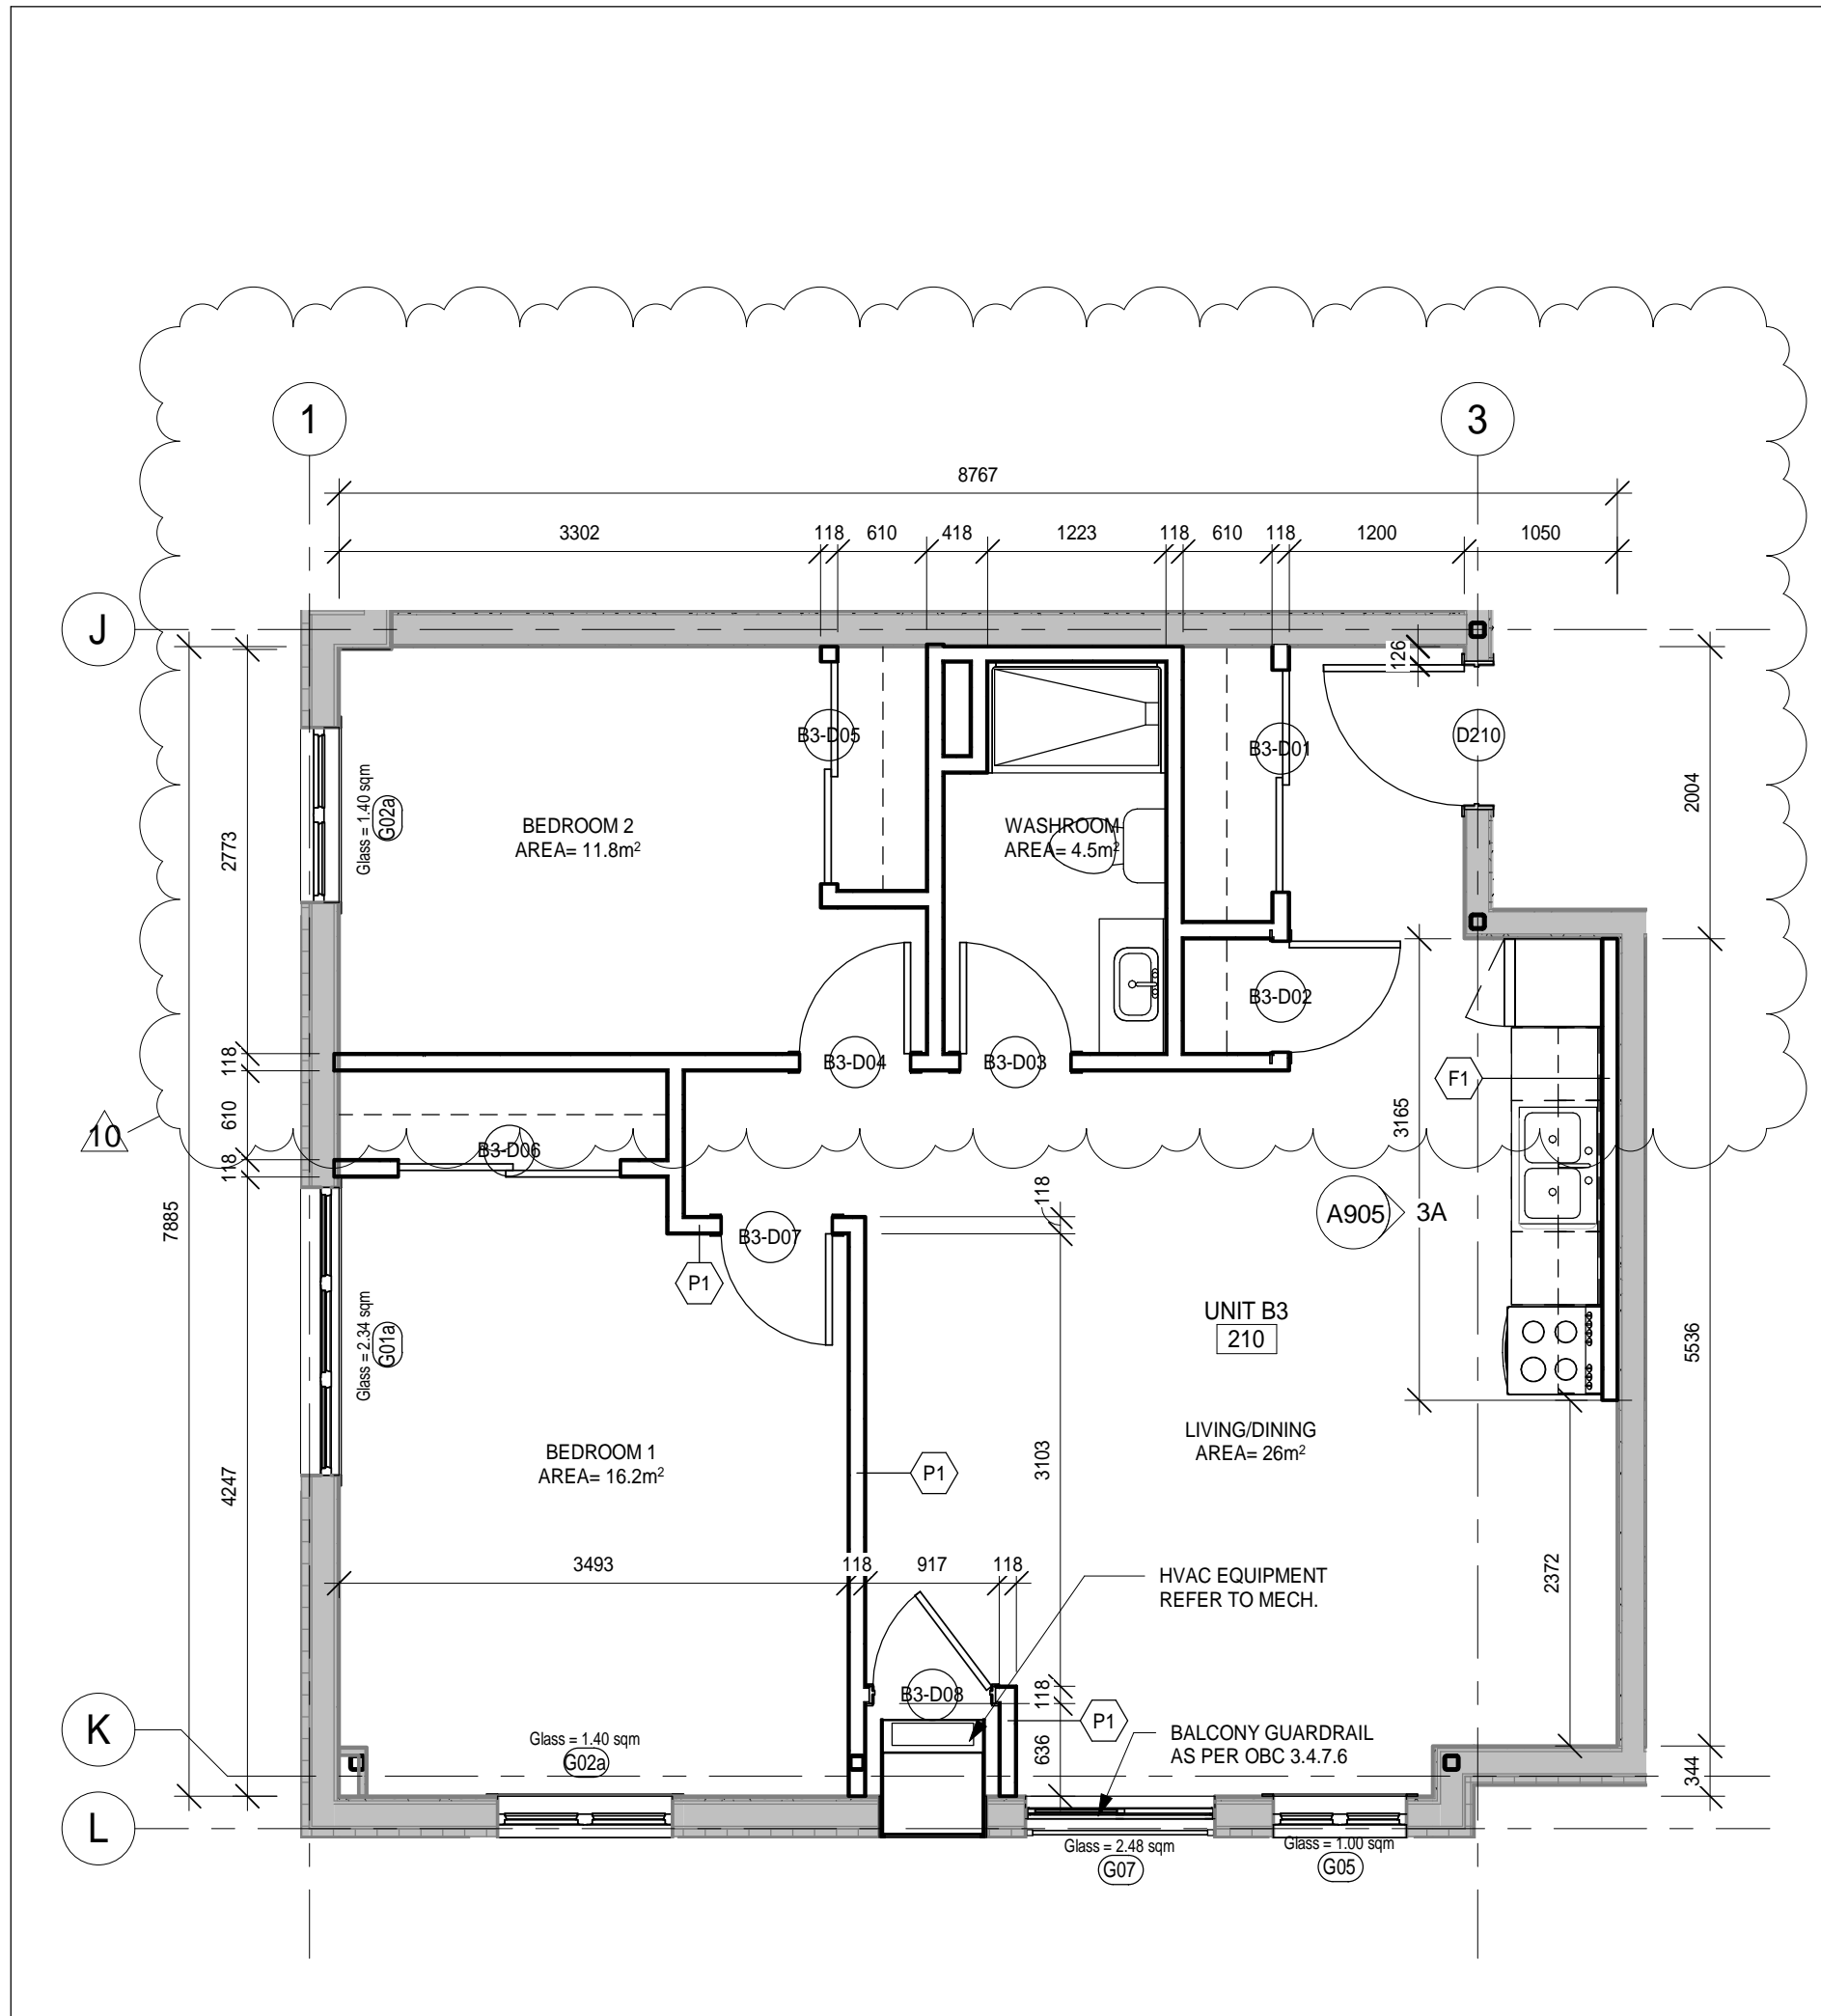 1
3
8767
3302
118
610
418
1223
118
610
118
1200
1050
J
126
B3-D05
B3-D01
D210
Glass = 1.40 sqm
G02a
2004
2773
BEDROOM 2
AREA= 11.8m²
WASHROOM
AREA= 4.5m²
B3-D02
B3-D04
B3-D03
118
F1
610
3165
10
B3-D06
118
118
7885
A905
3A
B3-D07
P1
UNIT B3
210
Glass = 2.34 sqm
G01a
5536
LIVING/DINING
AREA= 26m²
BEDROOM 1
AREA= 16.2m²
3103
P1
4247
3493
118
917
118
HVAC EQUIPMENT
REFER TO MECH.
2372
B3-D08
118
P1
K
Glass = 1.40 sqm
G02a
BALCONY GUARDRAIL
AS PER OBC 3.4.7.6
636
344
L
Glass = 2.48 sqm
G07
Glass = 1.00 sqm
G05